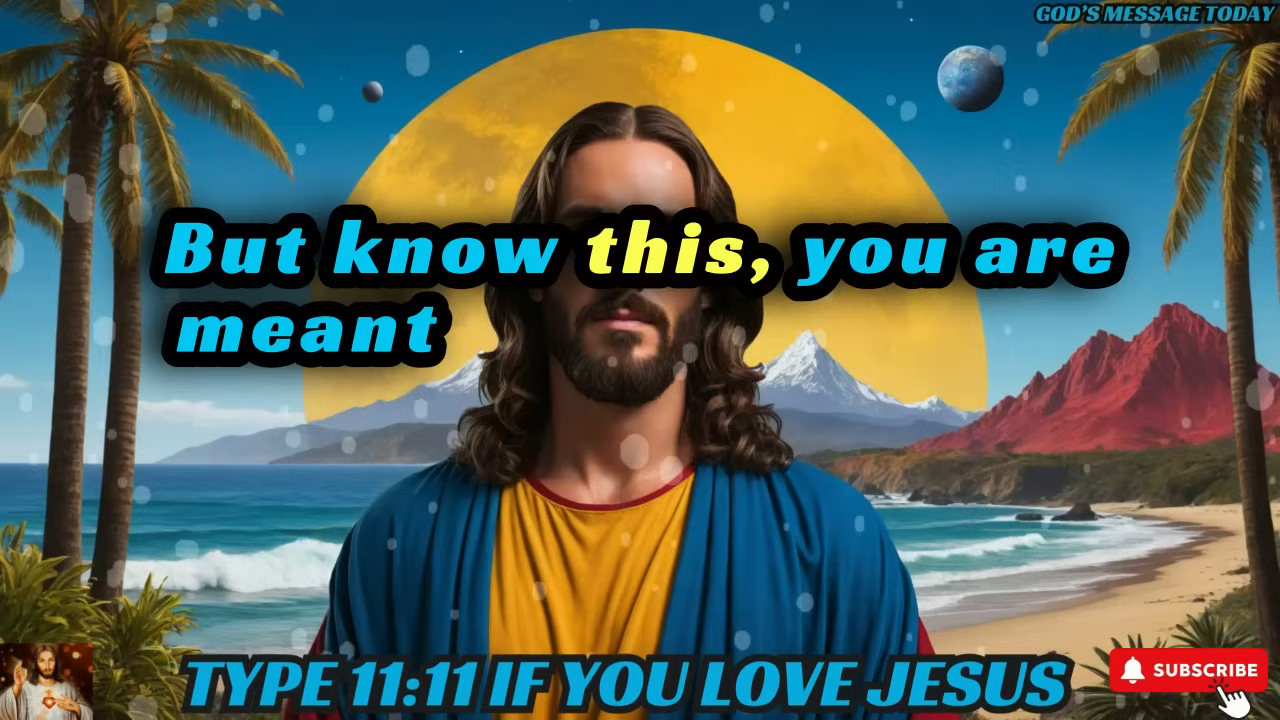 GOD'S MESSAGE TODAY
But know this, you are
meant
TYPE 11:11 IF YOU LOVE JESUS
SUBSCRIBE